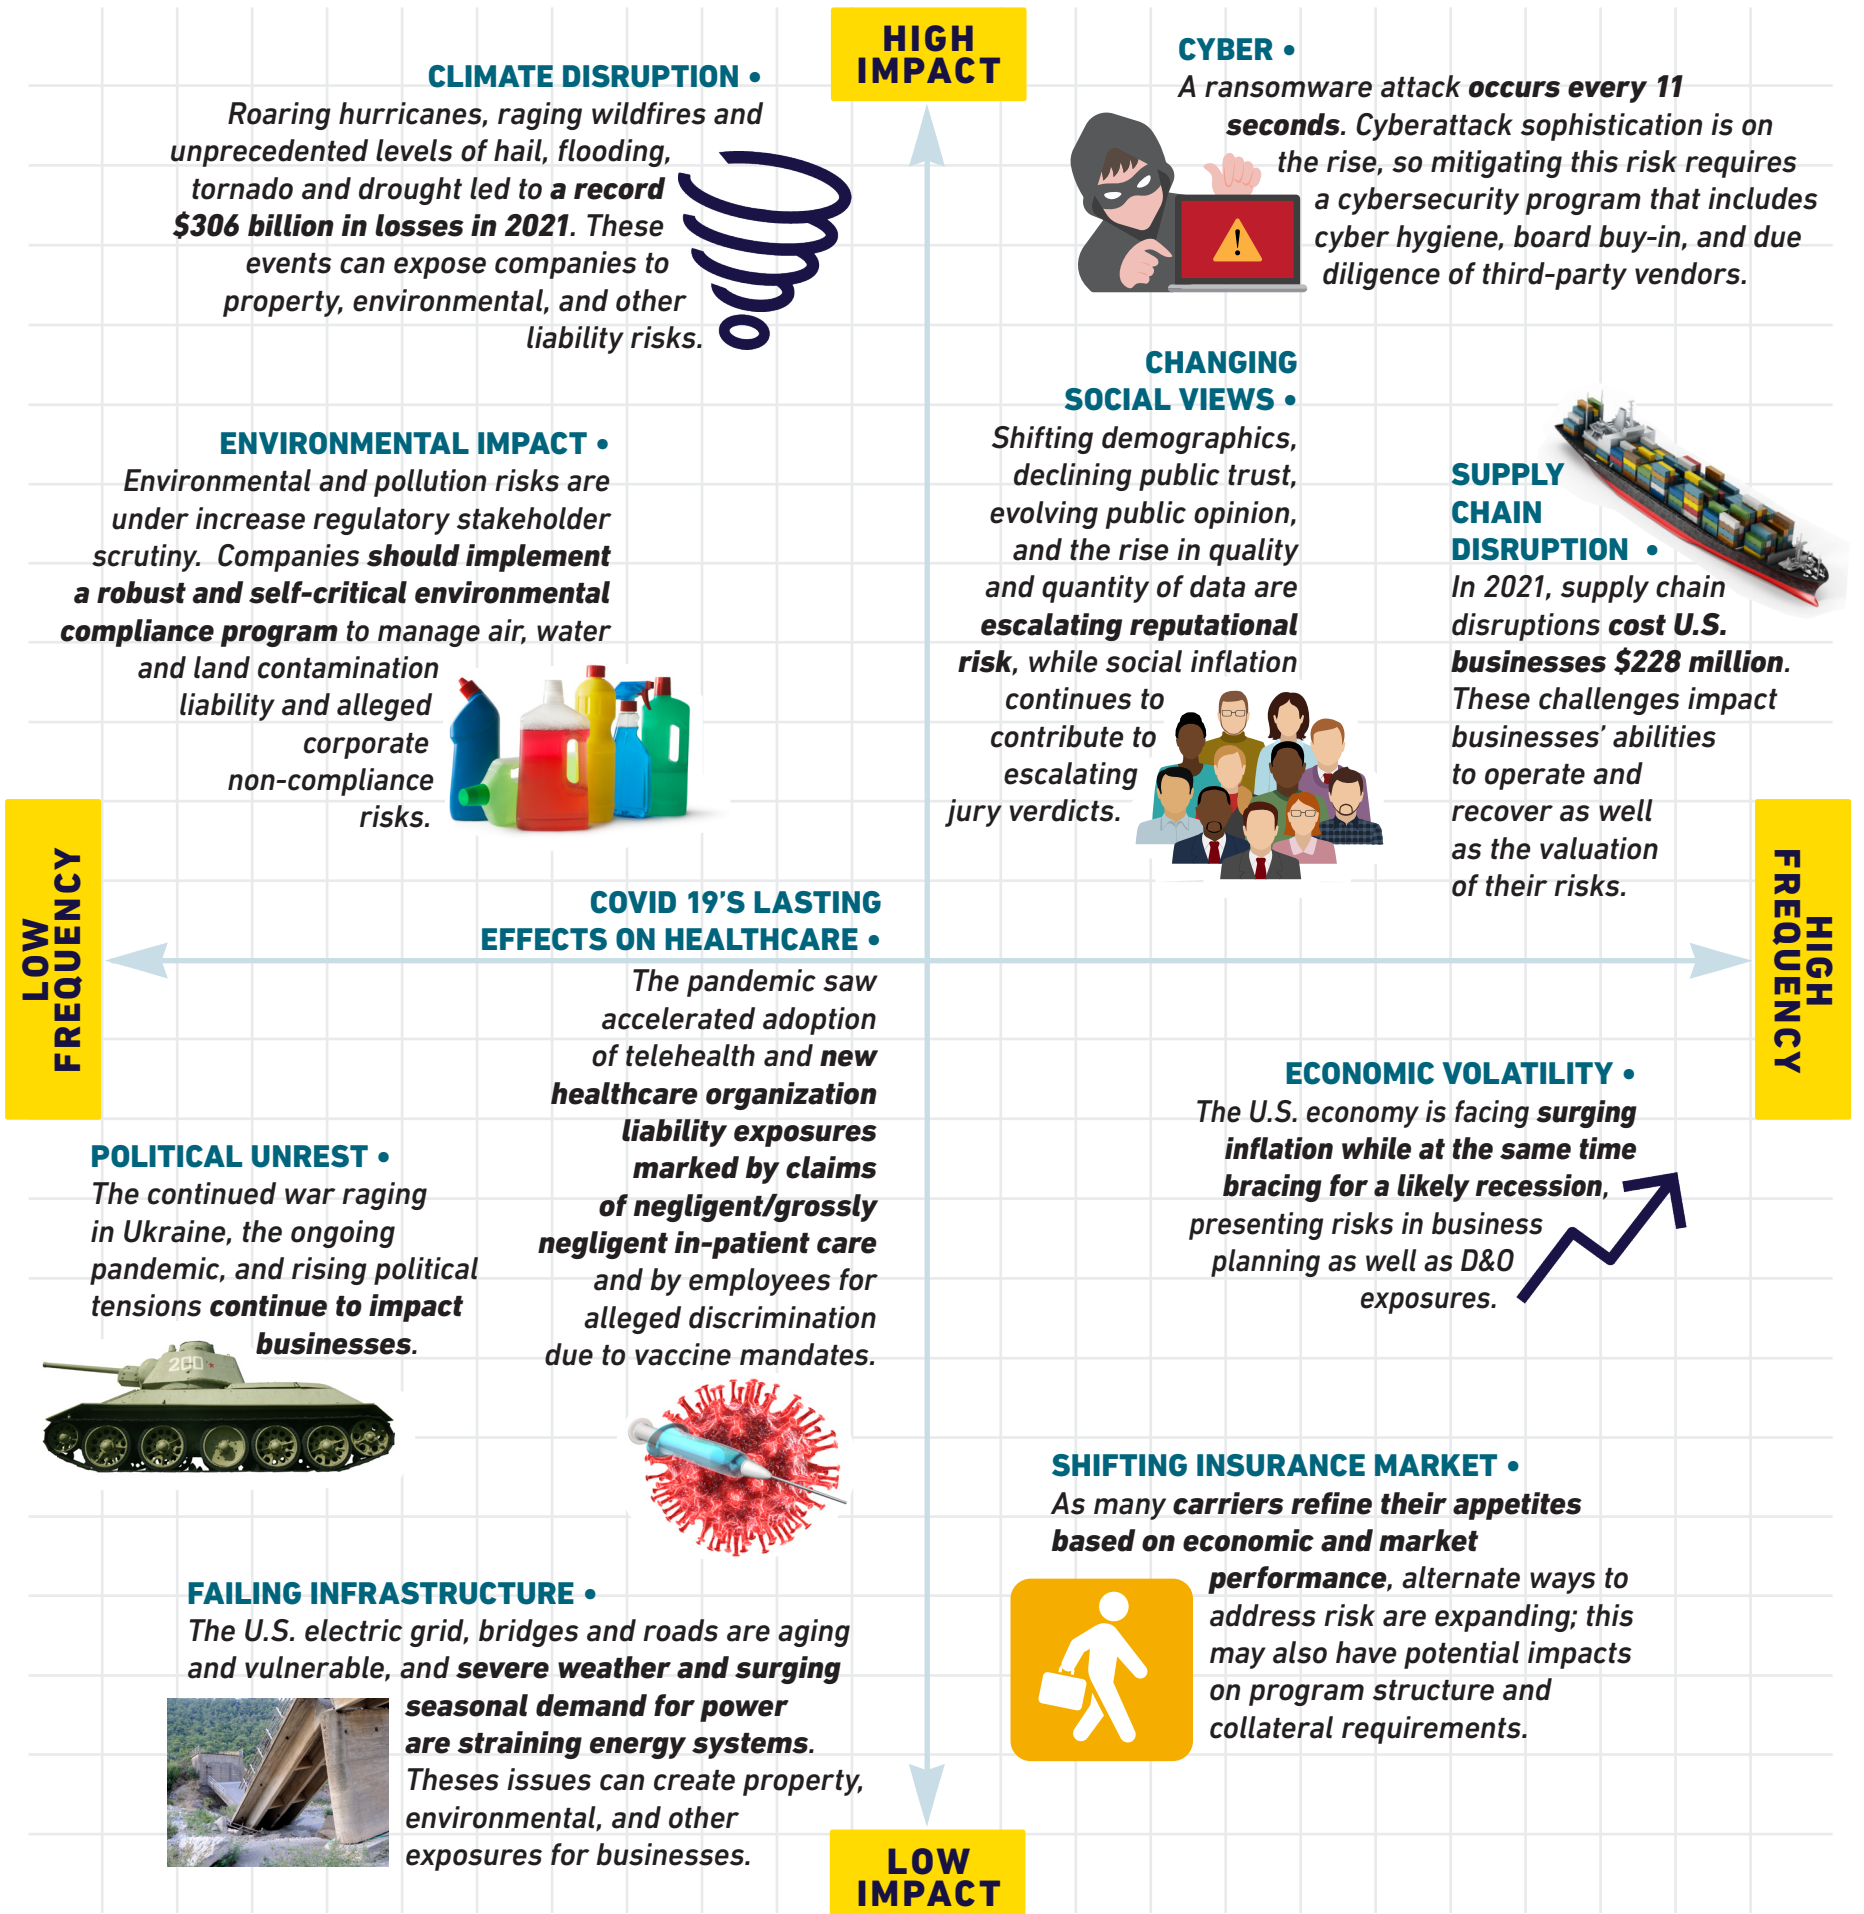 HIGH
IMPACT
CLIMATE DISRUPTION •
Roaring hurricanes, raging wildfires and
unprecedented levels of hail, flooding,
tornado and drought led to a record
$306 billion in losses in 2021. These
events can expose companies to
property, environmental, and other
liability risks.
CYBER •
A ransomware attack occurs every 11
seconds. Cyberattack sophistication is on
the rise, so mitigating this risk requires
a cybersecurity program that includes
cyber hygiene, board buy-in, and due
diligence of third-party vendors.
!
ENVIRONMENTAL IMPACT •
Environmental and pollution risks are
under increase regulatory stakeholder
scrutiny. Companies should implement
a robust and self-critical environmental
compliance program to manage air, water
and land contamination
liability and alleged
corporate
non-compliance
risks.
CHANGING
SOCIAL VIEWS •
Shifting demographics,
declining public trust,
evolving public opinion,
and the rise in quality
and quantity of data are
escalating reputational
risk, while social inflation
continues to
contribute to
escalating
jury verdicts.
SUPPLY
CHAIN
DISRUPTION •
In 2021, supply chain
disruptions cost U.S.
businesses $228 million.
These challenges impact
businesses' abilities
to operate and
recover as well
as the valuation
of their risks.
LOW
FREQUENCY
HIGH
FREQUENCY
COVID 19'S LASTING
EFFECTS ON HEALTHCARE •
The pandemic saw
accelerated adoption
of telehealth and new
healthcare organization
liability exposures
marked by claims
of negligent/grossly
negligent in-patient care
and by employees for
alleged discrimination
due to vaccine mandates.
POLITICAL UNREST •
The continued war raging
in Ukraine, the ongoing
pandemic, and rising political
tensions continue to impact
businesses.
200
ECONOMIC VOLATILITY •
The U.S. economy is facing surging
inflation while at the same time
bracing for a likely recession,
presenting risks in business
planning as well as D&O
exposures.
SHIFTING INSURANCE MARKET •
As many carriers refine their appetites
based on economic and market
performance, alternate ways to
address risk are expanding; this
may also have potential impacts
on program structure and
collateral requirements.
FAILING INFRASTRUCTURE •
The U.S. electric grid, bridges and roads are aging
and vulnerable, and severe weather and surging
seasonal demand for power
are straining energy systems.
Theses issues can create property,
environmental, and other
exposures for businesses.
LOW
IMPACT